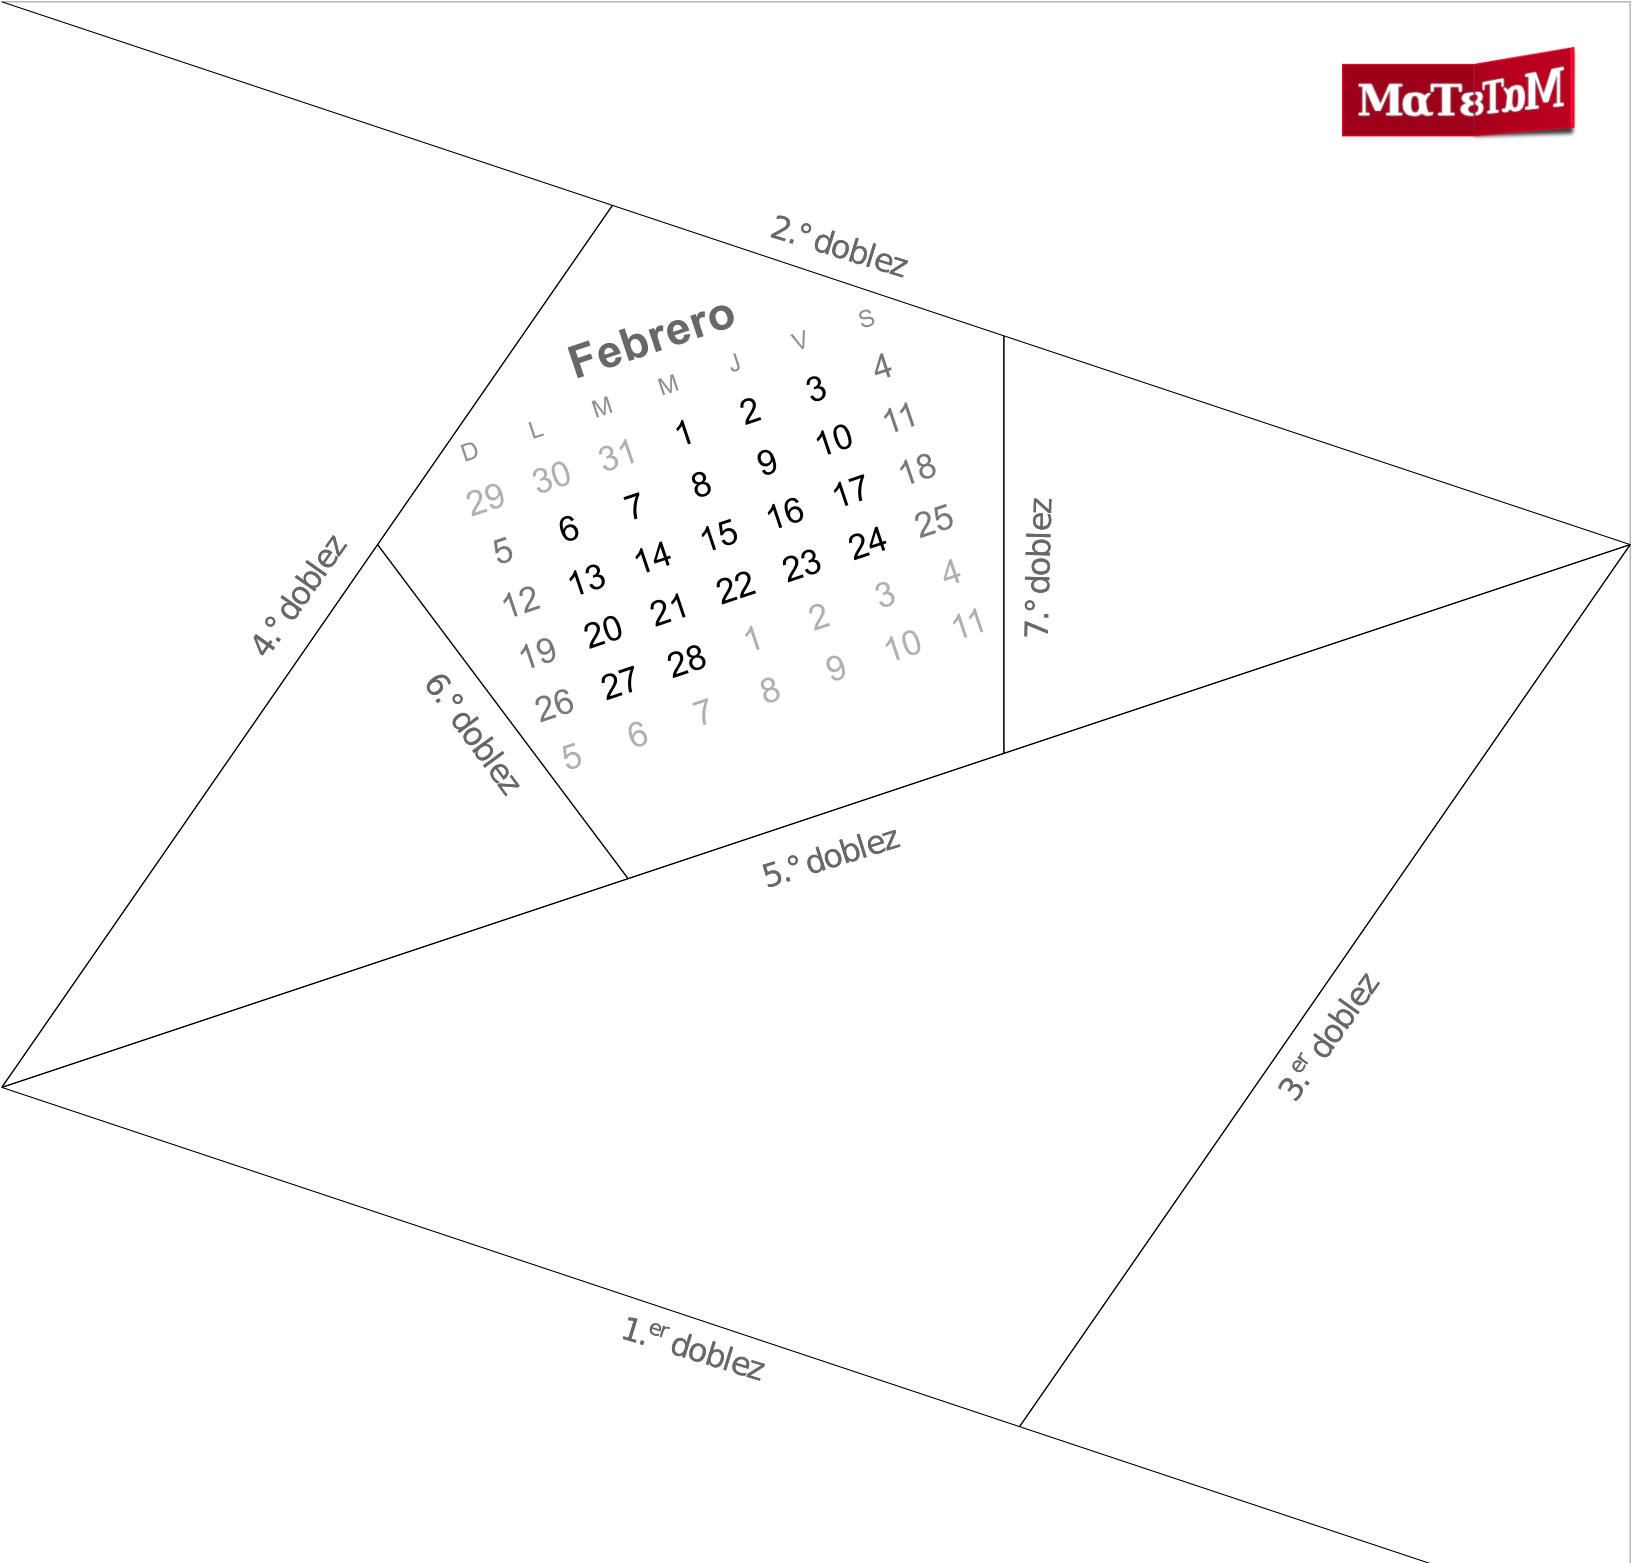 MαTεTαM
2.º doblez
Febrero
D L M M J V S
29 30 31 1 2 3 4
5 6 7 8 9 10 11
12 13 14 15 16 17 18
19 20 21 22 23 24 25
26 27 28 1 2 3 4
5 6 7 8 9 10 11
7.º doblez
4.º doblez
6.º doblez
5.º doblez
3.er doblez
1.er doblez